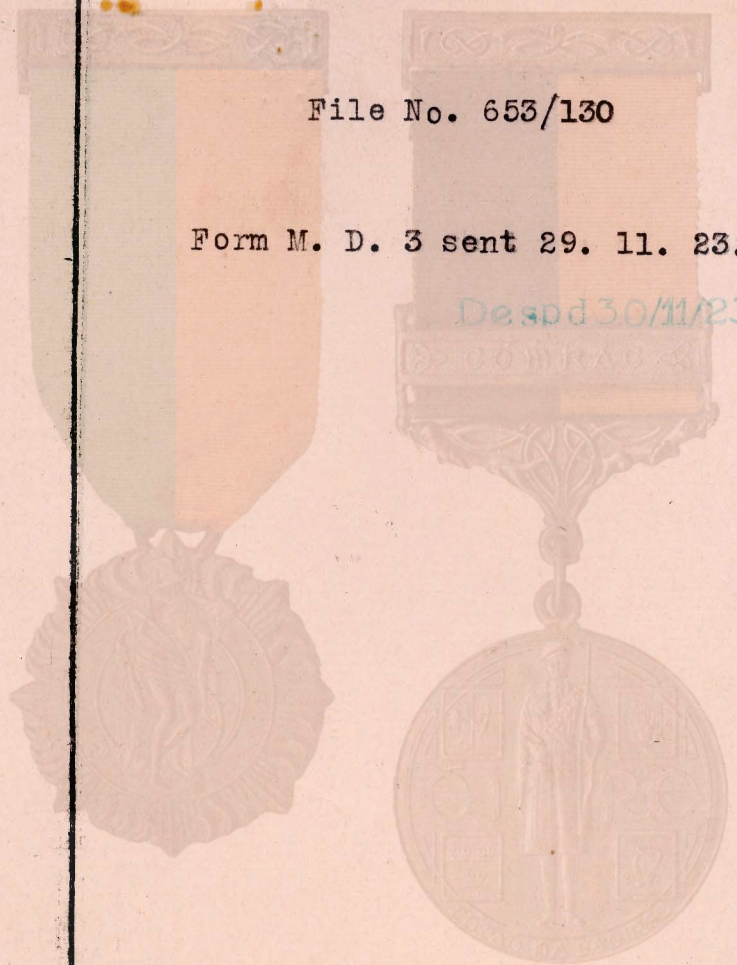 File No. 653/130
Form M. D. 3 sent 29. 11. 23.
Despd 30/11/23
COMRAC